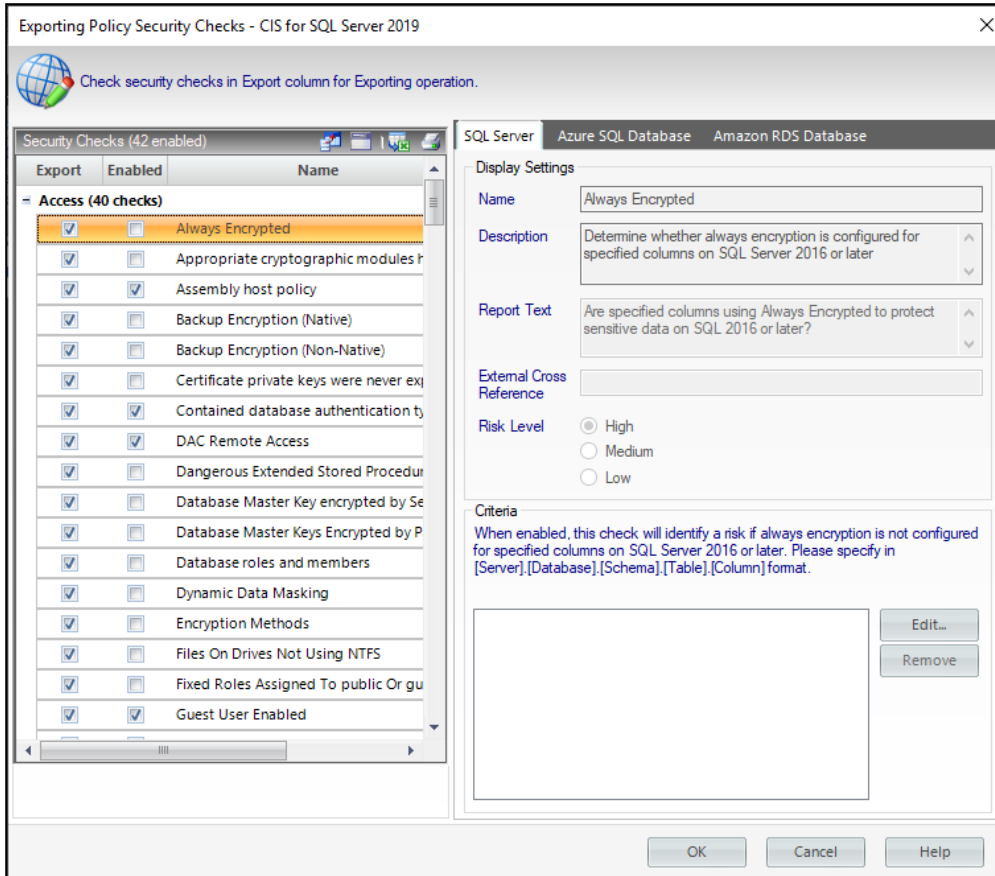 Exporting Policy Security Checks - CIS for SQL Server 2019
Check security checks in Export column for Exporting operation.
Security Checks (42 enabled)
Export Enabled Name
Access (40 checks)
Always Encrypted
Appropriate cryptographic modules h
Assembly host policy
Backup Encryption (Native)
Backup Encryption (Non-Native)
Certificate private keys were never ex
Contained database authentication ty
DAC Remote Access
Dangerous Extended Stored Procedur
Database Master Key encrypted by Se
Database Master Keys Encrypted by P
Database roles and members
Dynamic Data Masking
Encryption Methods
Files On Drives Not Using NTFS
Fixed Roles Assigned To public Or gu
Guest User Enabled
SQL Server Azure SQL Database Amazon RDS Database
Display Settings
Name Always Encrypted
Description Determine whether always encryption is configured for
specified columns on SQL Server 2016 or later
Report Text Are specified columns using Always Encrypted to protect
sensitive data on SQL 2016 or later?
External Cross
Reference
Risk Level High
Medium
Low
Criteria
When enabled, this check will identify a risk if always encryption is not configured
for specified columns on SQL Server 2016 or later. Please specify in
[Server].[Database].[Schema].[Table].[Column] format.
Edit...
Remove
OK Cancel Help